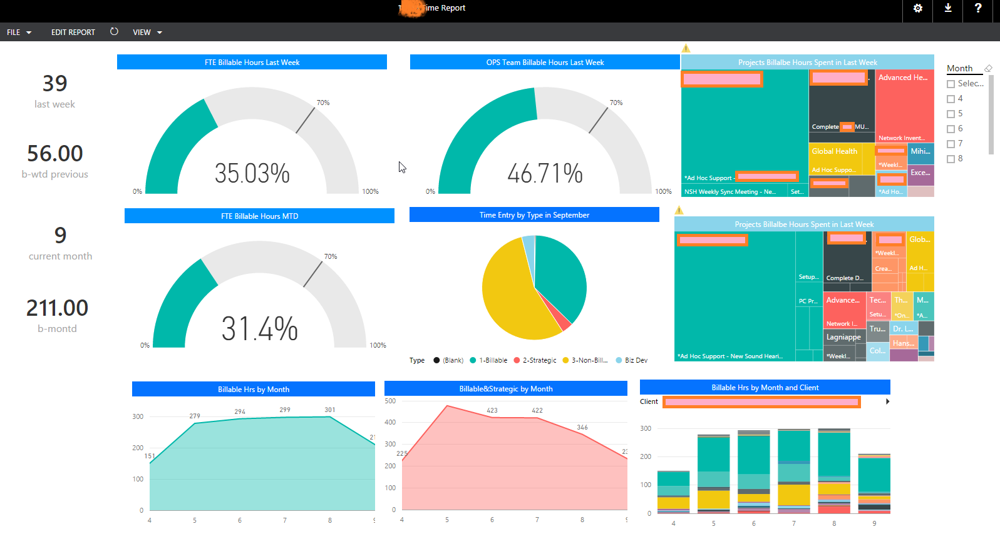 Time Report
FILE
EDIT REPORT
VIEW
39
last week
56.00
b-wtd previous
9
current month
211.00
b-montd
FTE Billable Hours Last Week
70%
35.03%
0%
100%
OPS Team Billable Hours Last Week
70%
46.71%
0%
100%
Projects Billalbe Hours Spent in Last Week
Advanced He...
Complete
MU...
Network Invent...
Global Health
Ad Hoc Suppo...
*Weekl...
Mihi...
Exce...
*Ad Hoc Support -
*Ad Ho...
NSH Weekly Sync Meeting - Ne...
Set...
Month
Selec...
4
5
6
7
8
FTE Billable Hours MTD
70%
31.4%
0%
100%
Time Entry by Type in September
Type
(Blank)
1-Billable
2-Strategic
3-Non-Bill...
Biz Dev
Projects Billalbe Hours Spent in Last Week
Glob...
*Weekl...
Crea...
Ad H...
Setup...
Complete D...
PC Pr...
Advance...
Network I...
Tec...
Setu...
Th...
*On...
M...
*A...
Tru...
Dr. L...
Lagniappe
Hans...
Col...
*Weekl...
*Ad Hoc Support - New Sound Heari...
Billable Hrs by Month
300
200
100
0
151
279
294
299
301
4
5
6
7
8
Billable&Strategic by Month
500
400
300
200
100
0
225
423
422
346
4
5
6
7
8
Billable Hrs by Month and Client
Client
300
200
100
0
4
5
6
7
8
9